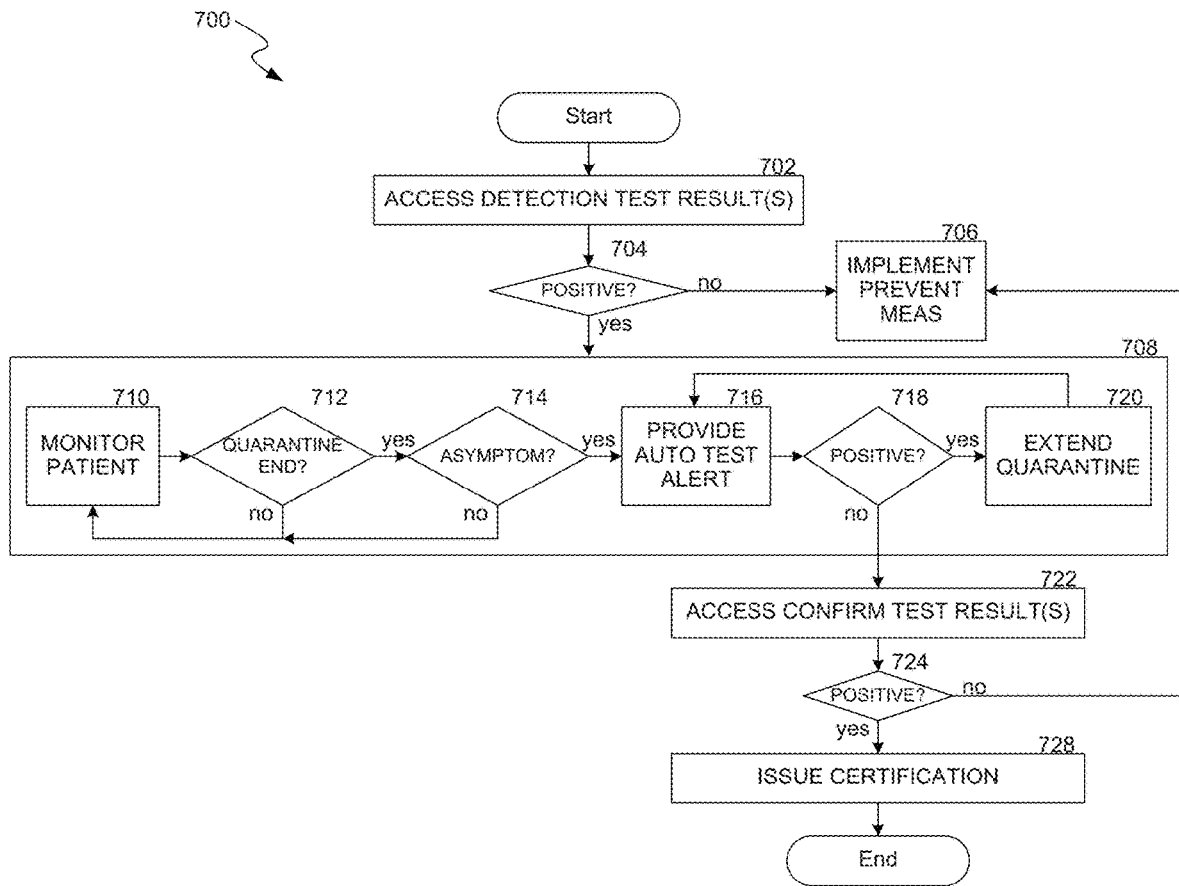 700
Start
702
ACCESS DETECTION TEST RESULT(S)
704
POSITIVE?
no
yes
706
IMPLEMENT
PREVENT
MEAS
708
710
MONITOR
PATIENT
712
QUARANTINE
END?
yes
no
714
ASYMPTOM?
yes
no
716
PROVIDE
AUTO TEST
ALERT
718
POSITIVE?
yes
no
720
EXTEND
QUARANTINE
722
ACCESS CONFIRM TEST RESULT(S)
724
POSITIVE?
no
yes
728
ISSUE CERTIFICATION
End